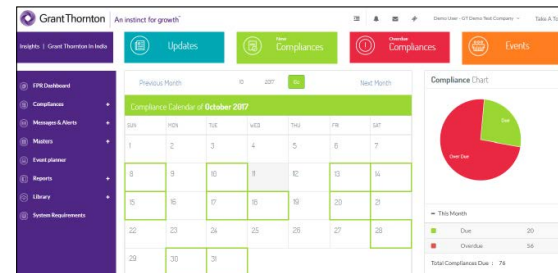 Grant Thornton
An instinct for growth
Demo User - GT Demo Test Company
Take A To
Insights | Grant Thornton In India
Updates
New
Compliances
Overdue
Compliances
Events
EPR Dashboard
Compliances +
Messages & Alerts +
Masters +
Event planner
Reports +
Library +
System Requirements
Previous Month
10
2017
Go
Next Month
Compliance Calendar of October 2017
SUN MON TUE WED THU FRI SAT
1 2 3 4 5 6 7
8 9 10 11 12 13 14
15 16 17 18 19 20 21
22 23 24 25 26 27 28
29 30 31
Compliance Chart
Due
Over Due
This Month
Due 20
Overdue 56
Total Compliances Due : 76